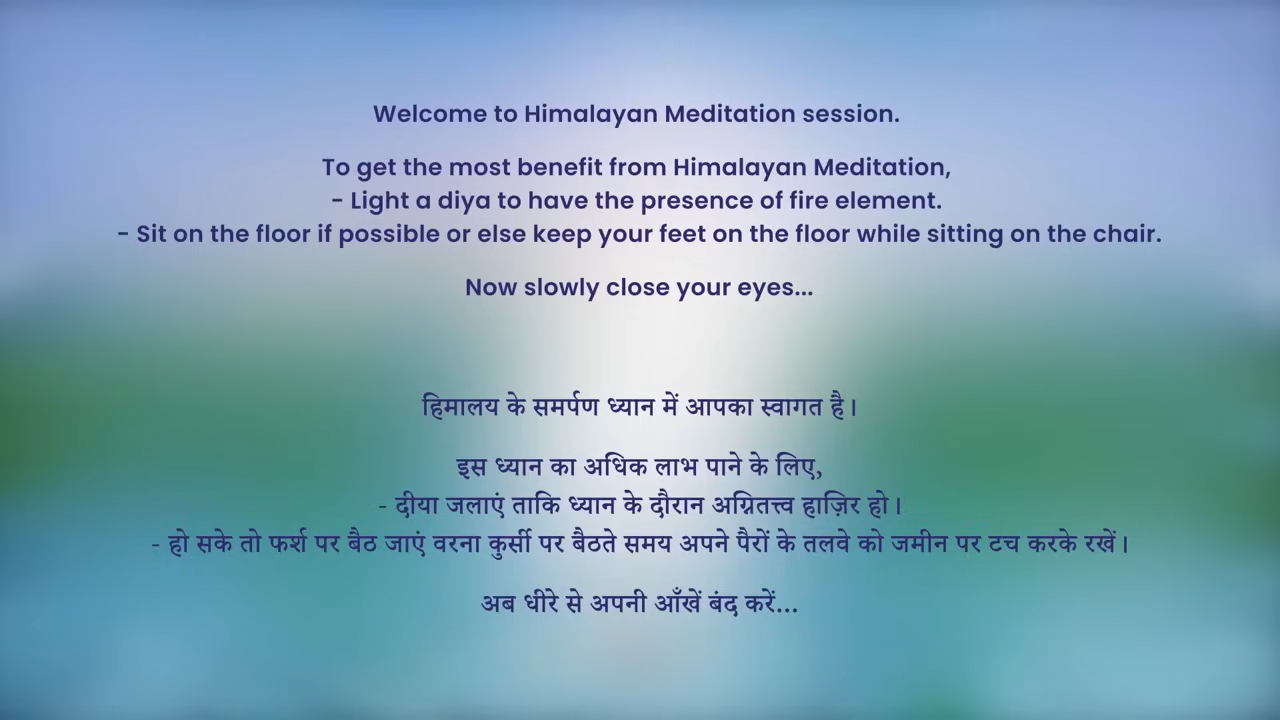 Welcome to Himalayan Meditation session.
To get the most benefit from Himalayan Meditation,
- Light a diya to have the presence of fire element.
- Sit on the floor if possible or else keep your feet on the floor while sitting on the chair.
Now slowly close your eyes...
हिमालय के समर्पण ध्यान में आपका स्वागत है।
इस ध्यान का अधिक लाभ पाने के लिए,
- दीया जलाएं ताकि ध्यान के दौरान अग्नितत्त्व हाज़िर हो।
- हो सके तो फर्श पर बैठ जाएं वरना कुर्सी पर बैठते समय अपने पैरों के तलवे को जमीन पर टच करके रखें।
अब धीरे से अपनी आँखें बंद करें...